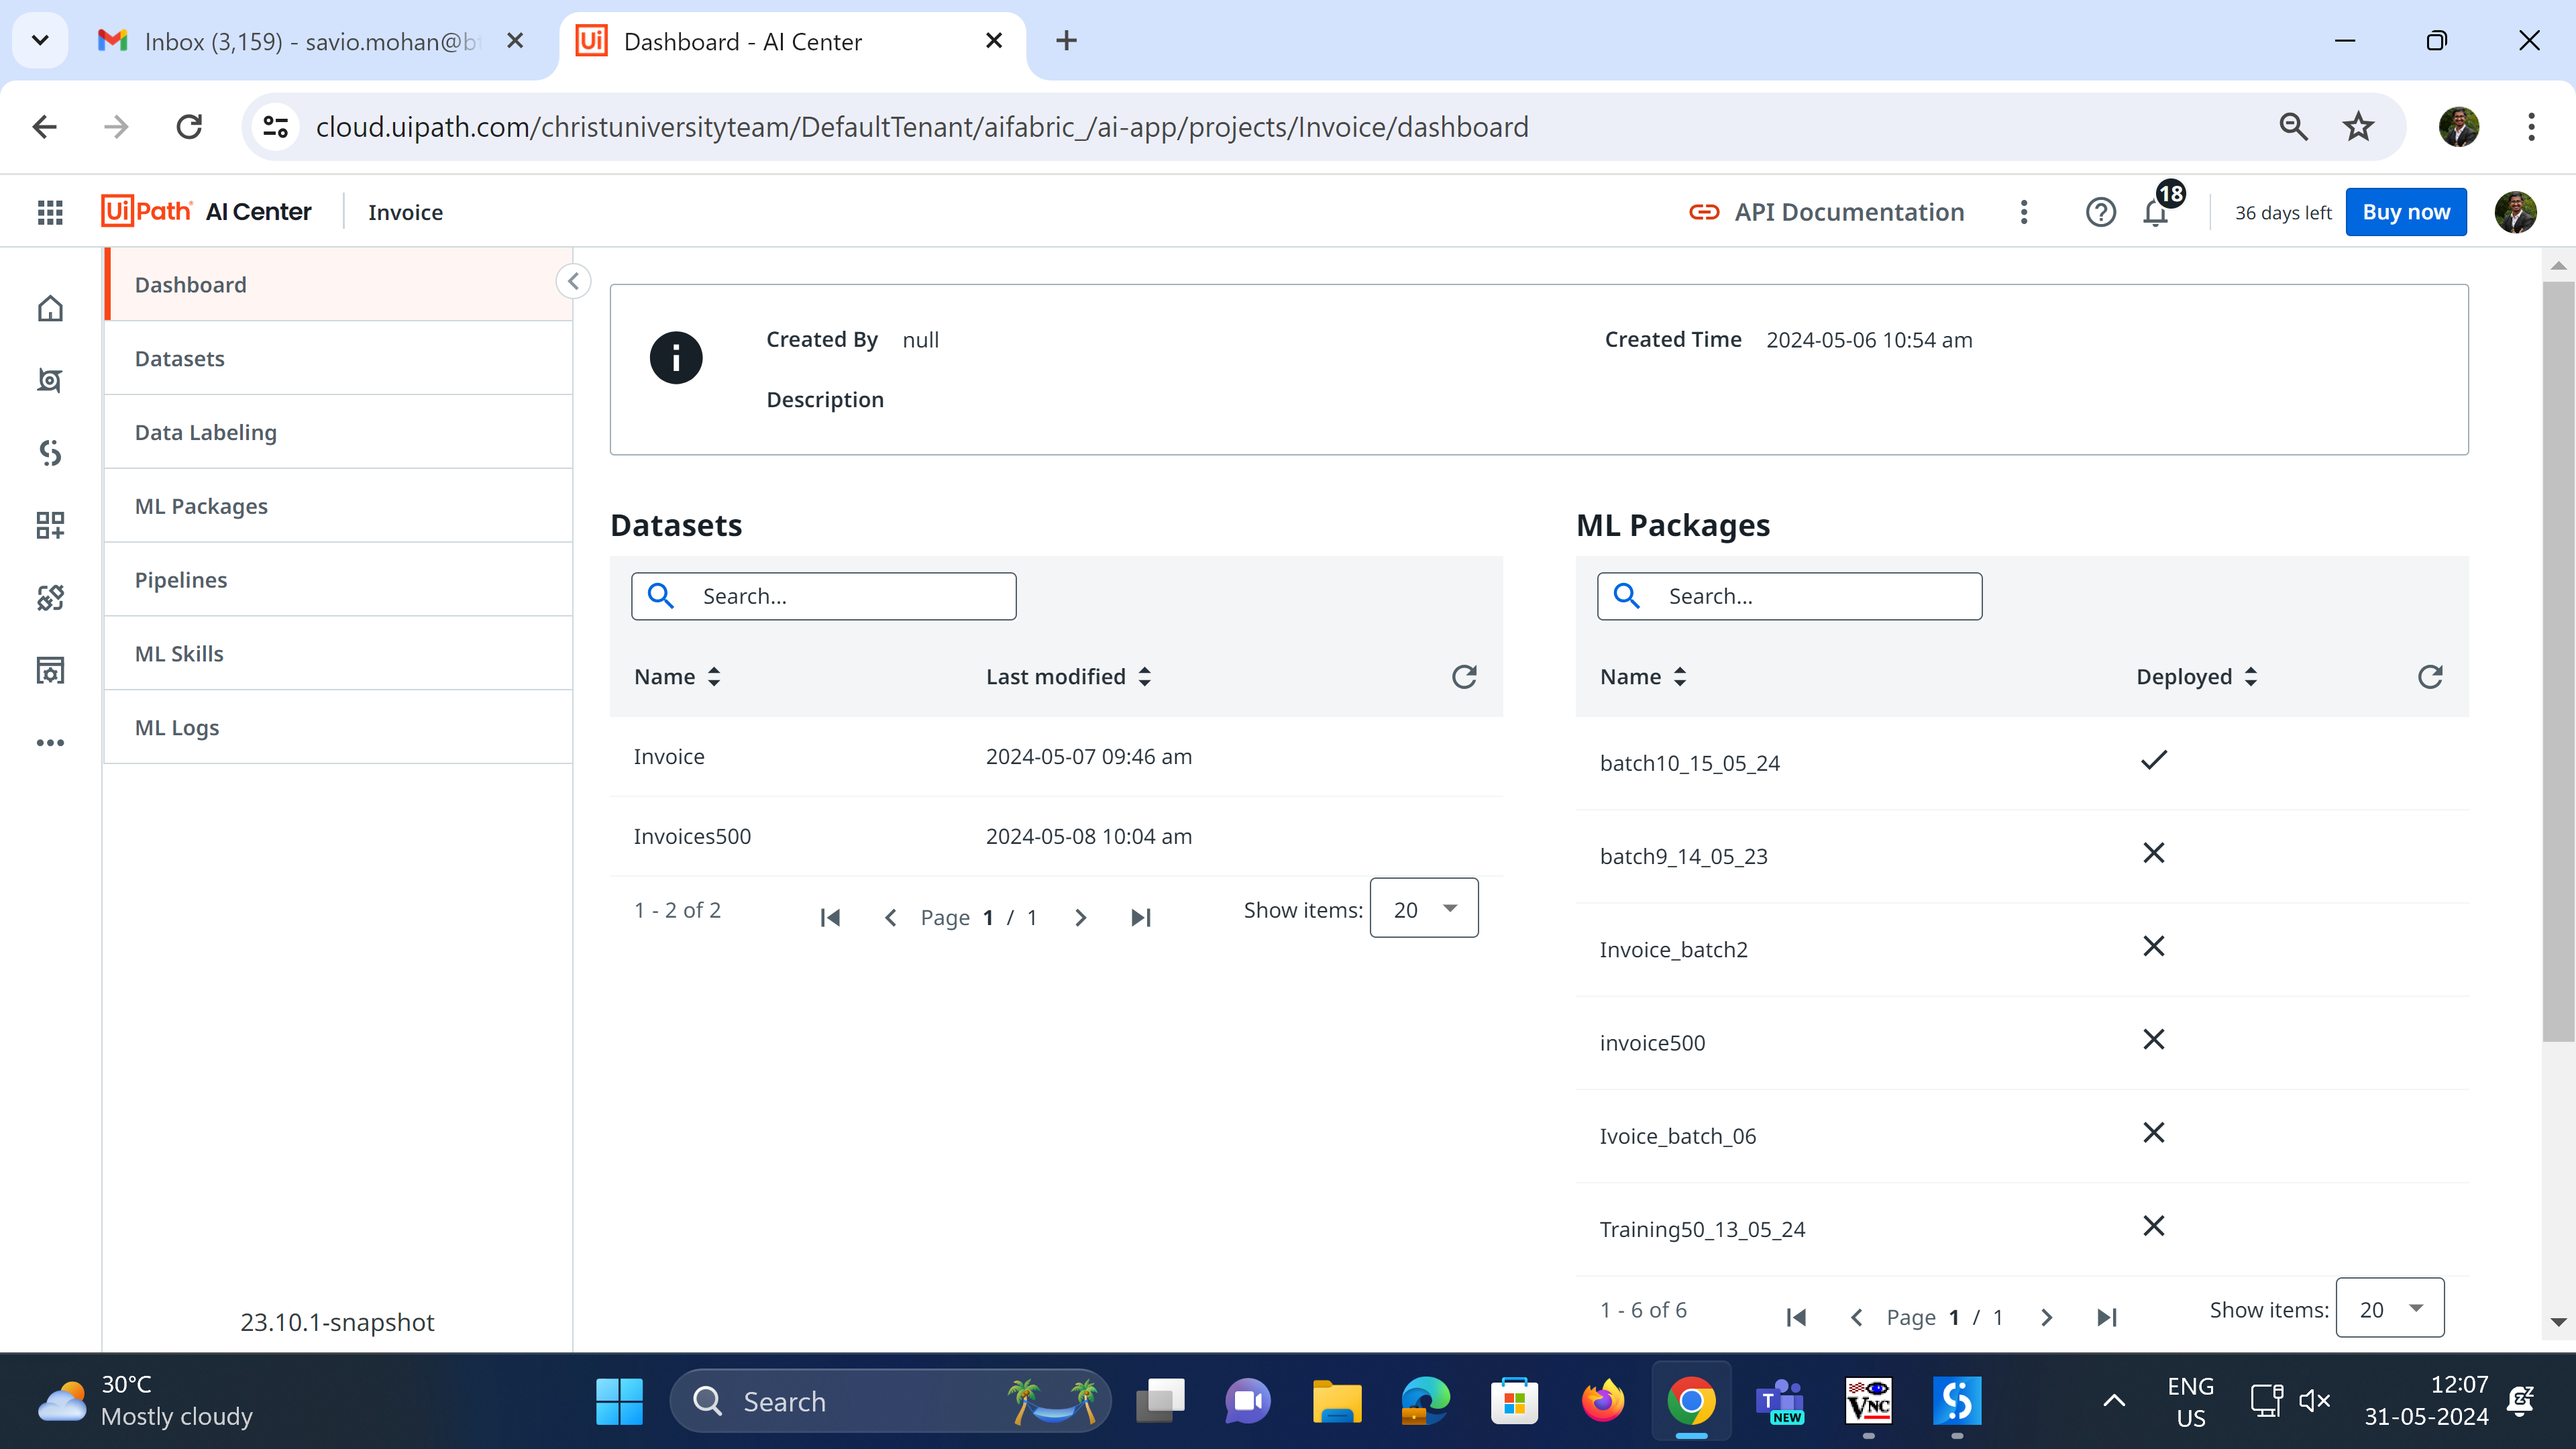 Inbox (3,159) - savio.mohan@bt
Dashboard - AI Center
cloud.uipath.com/christuniversityteam/DefaultTenant/aifabric_/ai-app/projects/Invoice/dashboard
UiPath AI Center
Invoice
API Documentation
18
36 days left
Buy now
Dashboard
Datasets
Data Labeling
ML Packages
Pipelines
ML Skills
ML Logs
23.10.1-snapshot
Created By null
Created Time 2024-05-06 10:54 am
Description
Datasets
Search...
Name Last modified
Invoice 2024-05-07 09:46 am
Invoices500 2024-05-08 10:04 am
1 - 2 of 2 Page 1 / 1 Show items: 20
ML Packages
Search...
Name Deployed
batch10_15_05_24
batch9_14_05_23
Invoice_batch2
invoice500
Ivoice_batch_06
Training50_13_05_24
1 - 6 of 6 Page 1 / 1 Show items: 20
30°C
Mostly cloudy
Search
T
NEW
VNC
ENG
US
12:07
31-05-2024